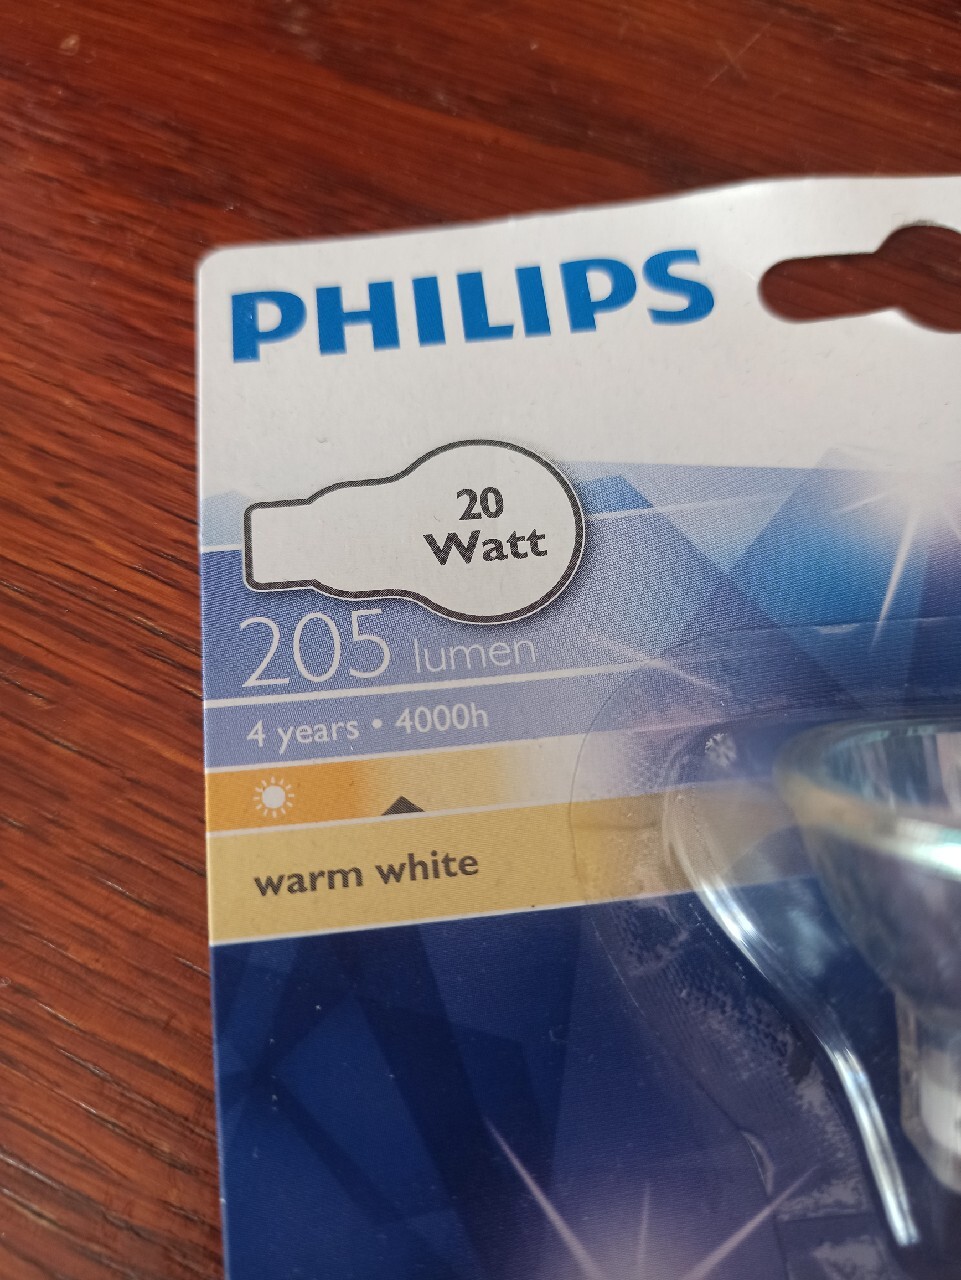 PHILIPS
20
Watt
205 lumen
4 years • 4000h
warm white